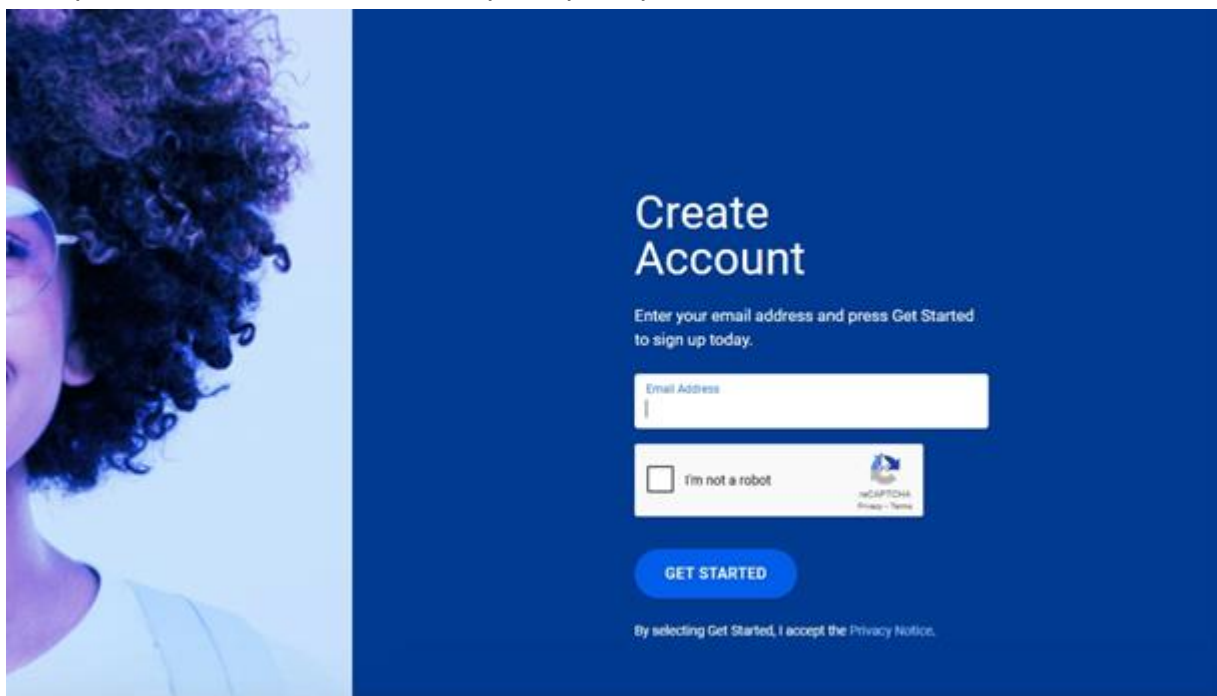 Create
Account
Enter your email address and press Get Started
to sign up today.
Email Address
I'm not a robot
reCAPTCHA
Privacy - Terms
GET STARTED
By selecting Get Started, I accept the Privacy Notice.